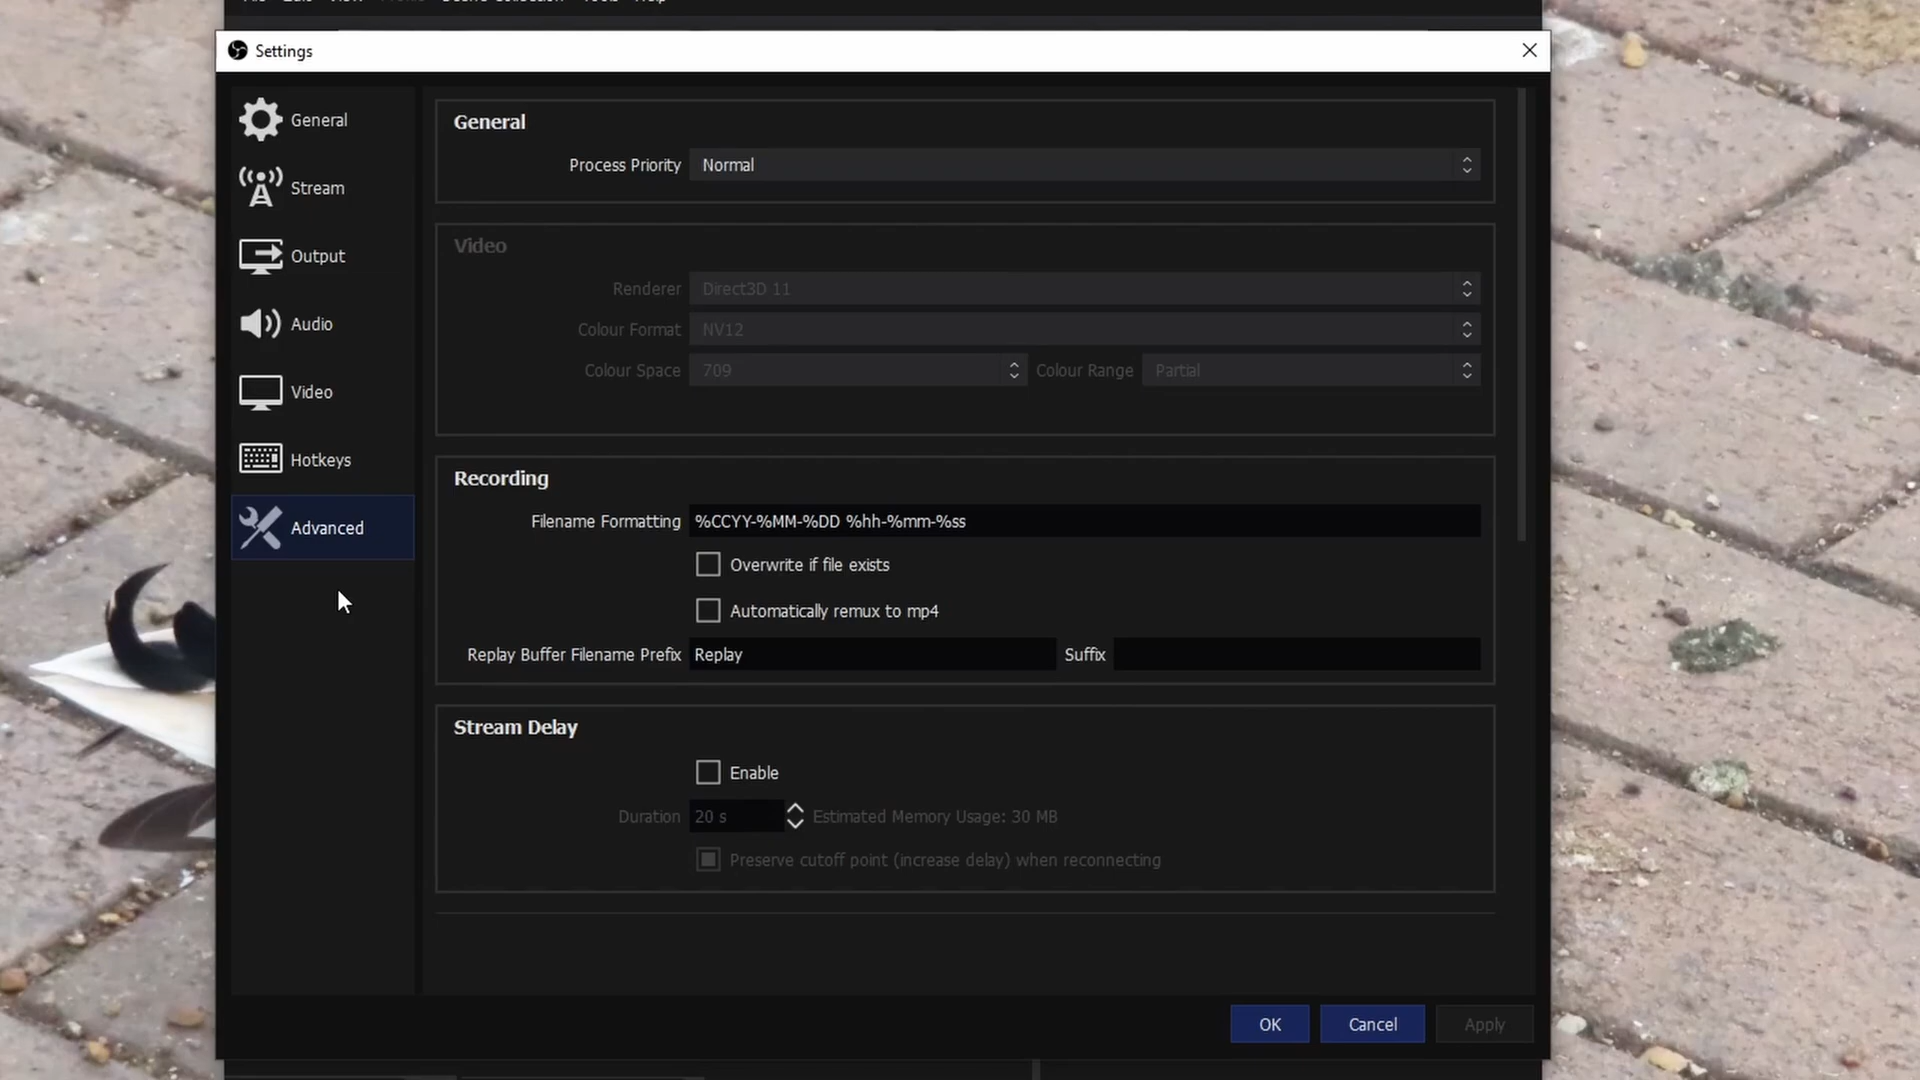 Settings
General
Stream
Output
Audio
Video
Hotkeys
Advanced
General
Process Priority Normal
Video
Renderer Direct3D 11
Colour Format NV12
Colour Space 709 Colour Range Partial
Recording
Filename Formatting %CCYY-%MM-%DD %hh-%mm-%ss
Overwrite if file exists
Automatically remux to mp4
Replay Buffer Filename Prefix Replay Suffix
Stream Delay
Enable
Duration 20 s Estimated Memory Usage: 30 MB
Preserve cutoff point (increase delay) when reconnecting
OK Cancel Apply